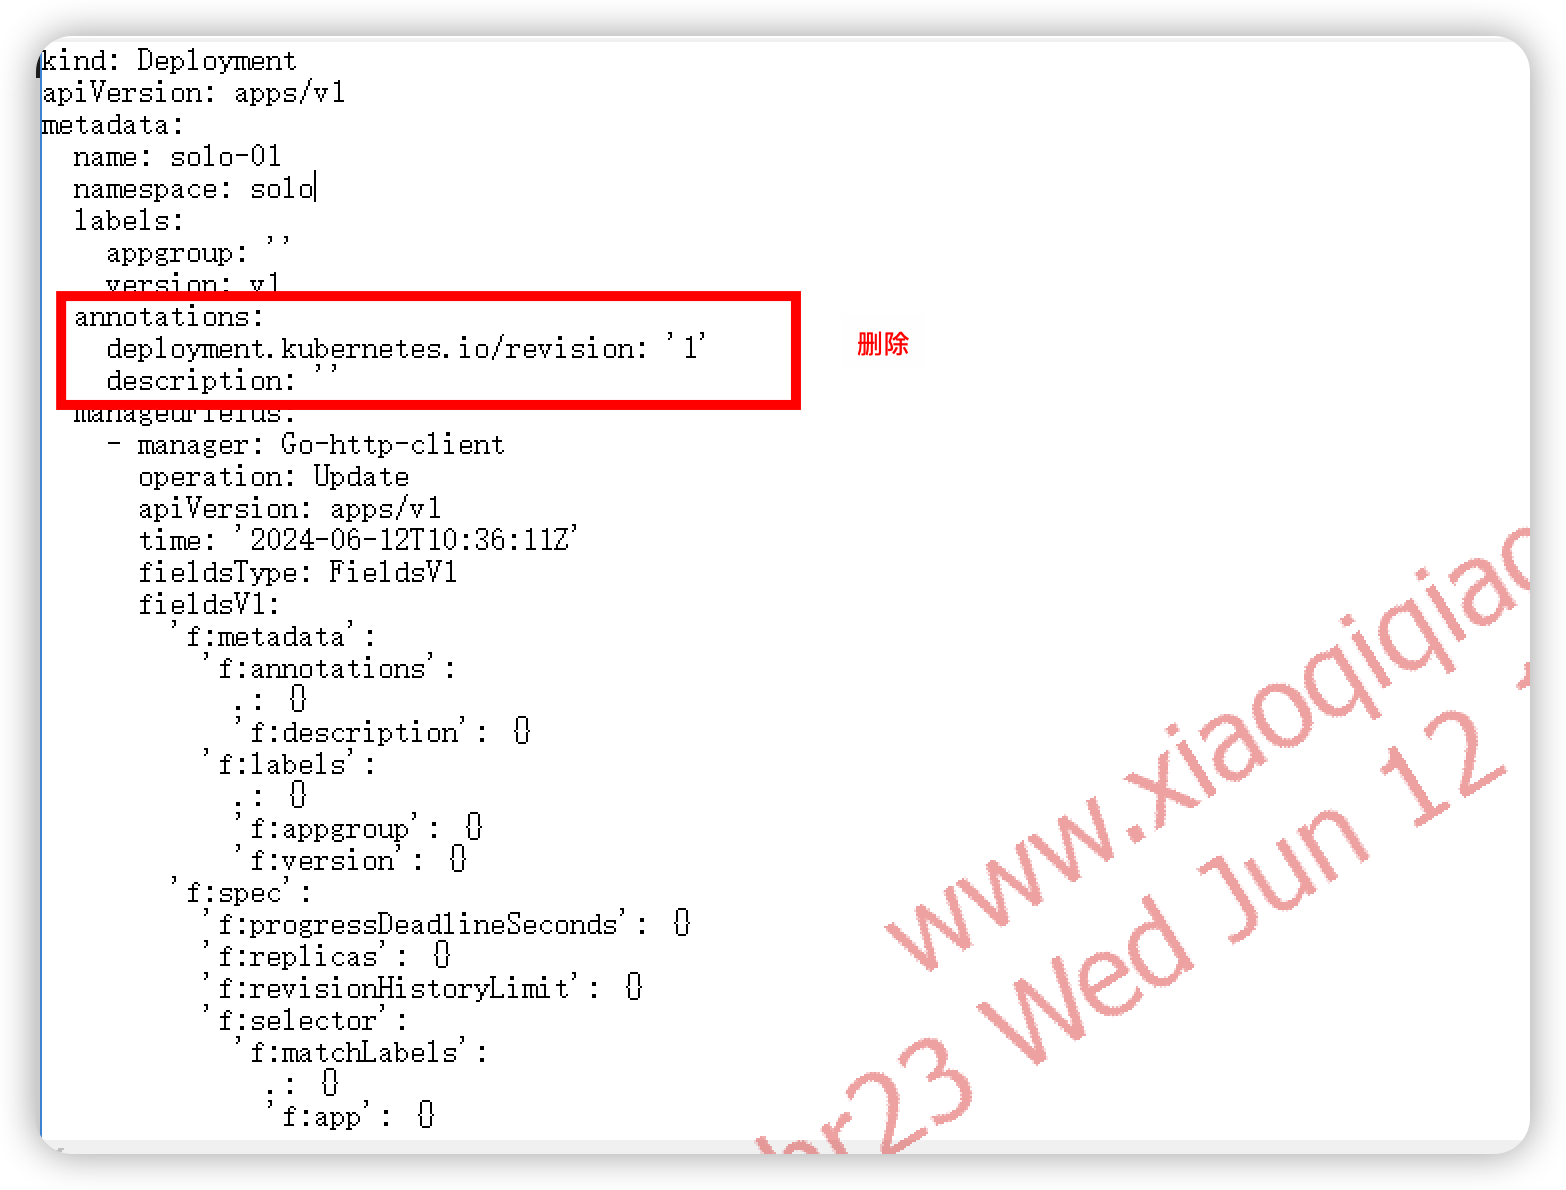 kind: Deployment
apiVersion: apps/v1
metadata:
  name: solo-01
  namespace: solo
  labels:
    appgroup: ''
    version: v1
  annotations:
    deployment.kubernetes.io/revision: '1'
    description: ''
删除
  managedFields:
    - manager: Go-http-client
      operation: Update
      apiVersion: apps/v1
      time: '2024-06-12T10:36:11Z'
      fieldsType: FieldsV1
      fieldsV1:
        'f:metadata':
          'f:annotations':
            .: {}
            'f:description': {}
          'f:labels':
            .: {}
            'f:appgroup': {}
            'f:version': {}
        'f:spec':
          'f:progressDeadlineSeconds': {}
          'f:replicas': {}
          'f:revisionHistoryLimit': {}
          'f:selector':
            'f:matchLabels':
              .: {}
              'f:app': {}
www.xiaoqiqiao
hr23 Wed Jun 12